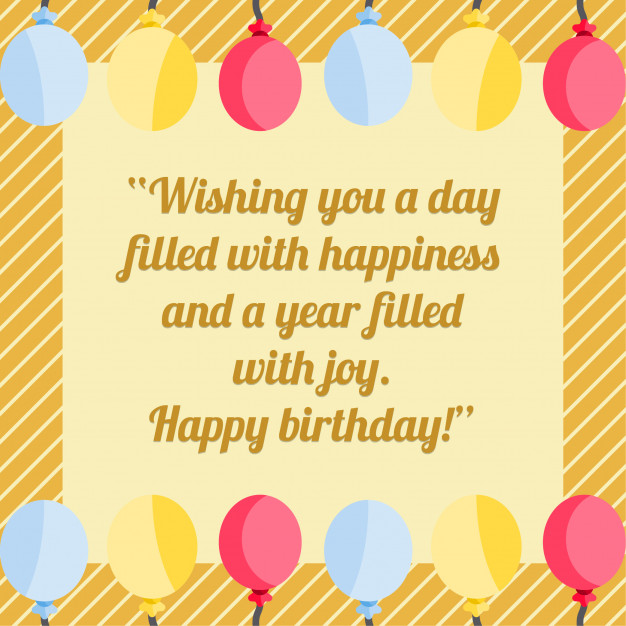 “Wishing you a day
filled with happiness
and a year filled
with joy.
Happy birthday!”